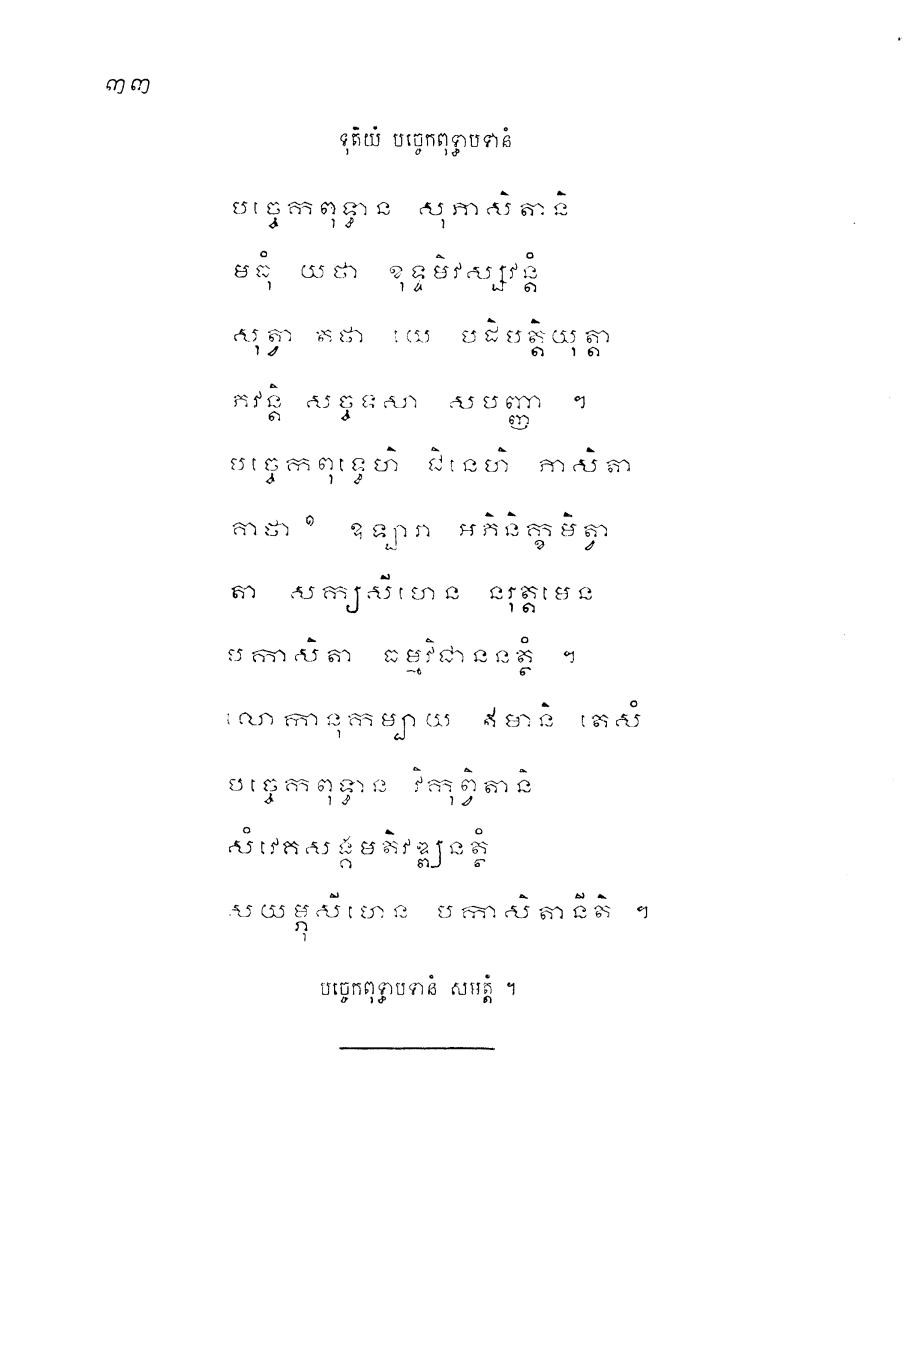 ៣៣
ទុតិយំ បច្ចេកពុទ្ធាបទានំ
បច្ចេកពុទ្ធាន សុភាសិតានិ
មធុំ យថា ខុទ្ទមិវស្សវន្តំ
សុត្វា តថា យេ បដិបត្តិយុត្តា
ភវន្តិ សច្ចទសា សបញ្ញា ។
បច្ចេកពុទ្ធេហិ ជិនេហិ ភាសិតា
កាថា ១ ឧឡ្បារា អភិនិក្ខមិត្វា
តា សក្យសីហេន នរុត្តមេន
បកាសិតា ធម្មវិជាននត្ថំ ។
លោកានុកម្បាយ ឥមានិ តេសំ
បច្ចេកពុទ្ធាន វិកុព្វិតានិ
សំវេគសង្គមតិវឌ្ឍនត្ថំ
សយម្ភុសីហេន បកាសិតានីតិ ។
បច្ចេកពុទ្ធាបទានំ សមត្តំ ។